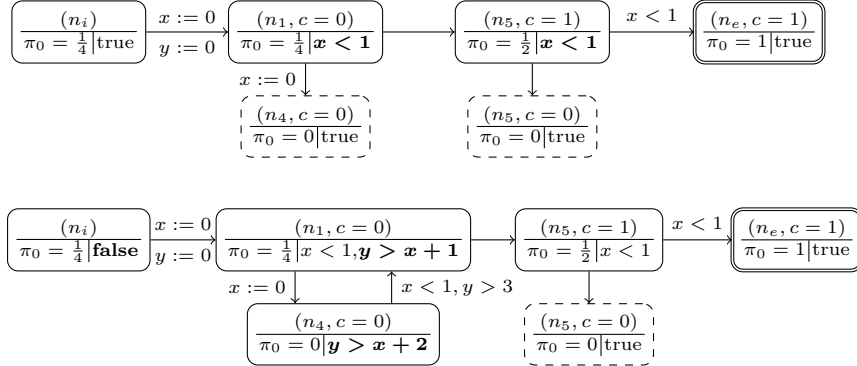 (n_i) x := 0 (n_1, c = 0) (n_5, c = 1) x < 1 (n_e, c = 1)
π_0 = 1/4|true y := 0 π_0 = 1/4|x < 1 π_0 = 1/2|x < 1 π_0 = 1|true
x := 0
(n_4, c = 0) (n_5, c = 0)
π_0 = 0|true π_0 = 0|true
(n_i) x := 0 (n_1, c = 0) (n_5, c = 1) x < 1 (n_e, c = 1)
π_0 = 1/4|false y := 0 π_0 = 1/4|x < 1,y > x + 1 π_0 = 1/2|x < 1 π_0 = 1|true
x := 0 x < 1, y > 3
(n_4, c = 0) (n_5, c = 0)
π_0 = 0|y > x + 2 π_0 = 0|true